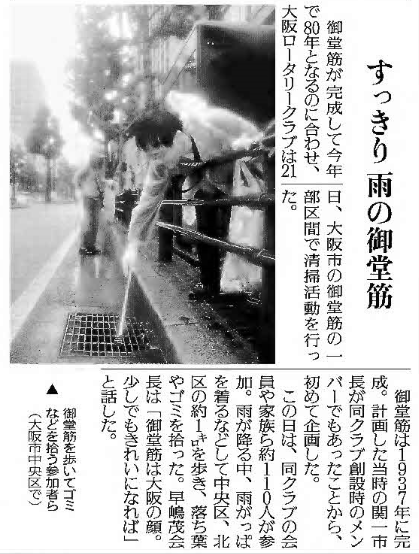 すっきり 雨の御堂筋
　御堂筋が完成して今年
で80年となるのに合わせ、
大阪ロータリークラブは21
日、大阪市の御堂筋の一
部区間で清掃活動を行っ
た。
　御堂筋は1937年に完
成。計画した当時の関一市
長が同クラブ創設時のメン
バーでもあったことから、
初めて企画した。
　この日は、同クラブの会
員や家族ら約110人が参
加。雨が降る中、雨がっぱ
を着るなどして中央区、北
区の約1㌔を歩き、落ち葉
やゴミを拾った。早嶋茂会
長は「御堂筋は大阪の顔。
少しでもきれいになれば」
と話した。
▲ 御堂筋を歩いてゴミ
などを拾う参加者ら
（大阪市中央区で）